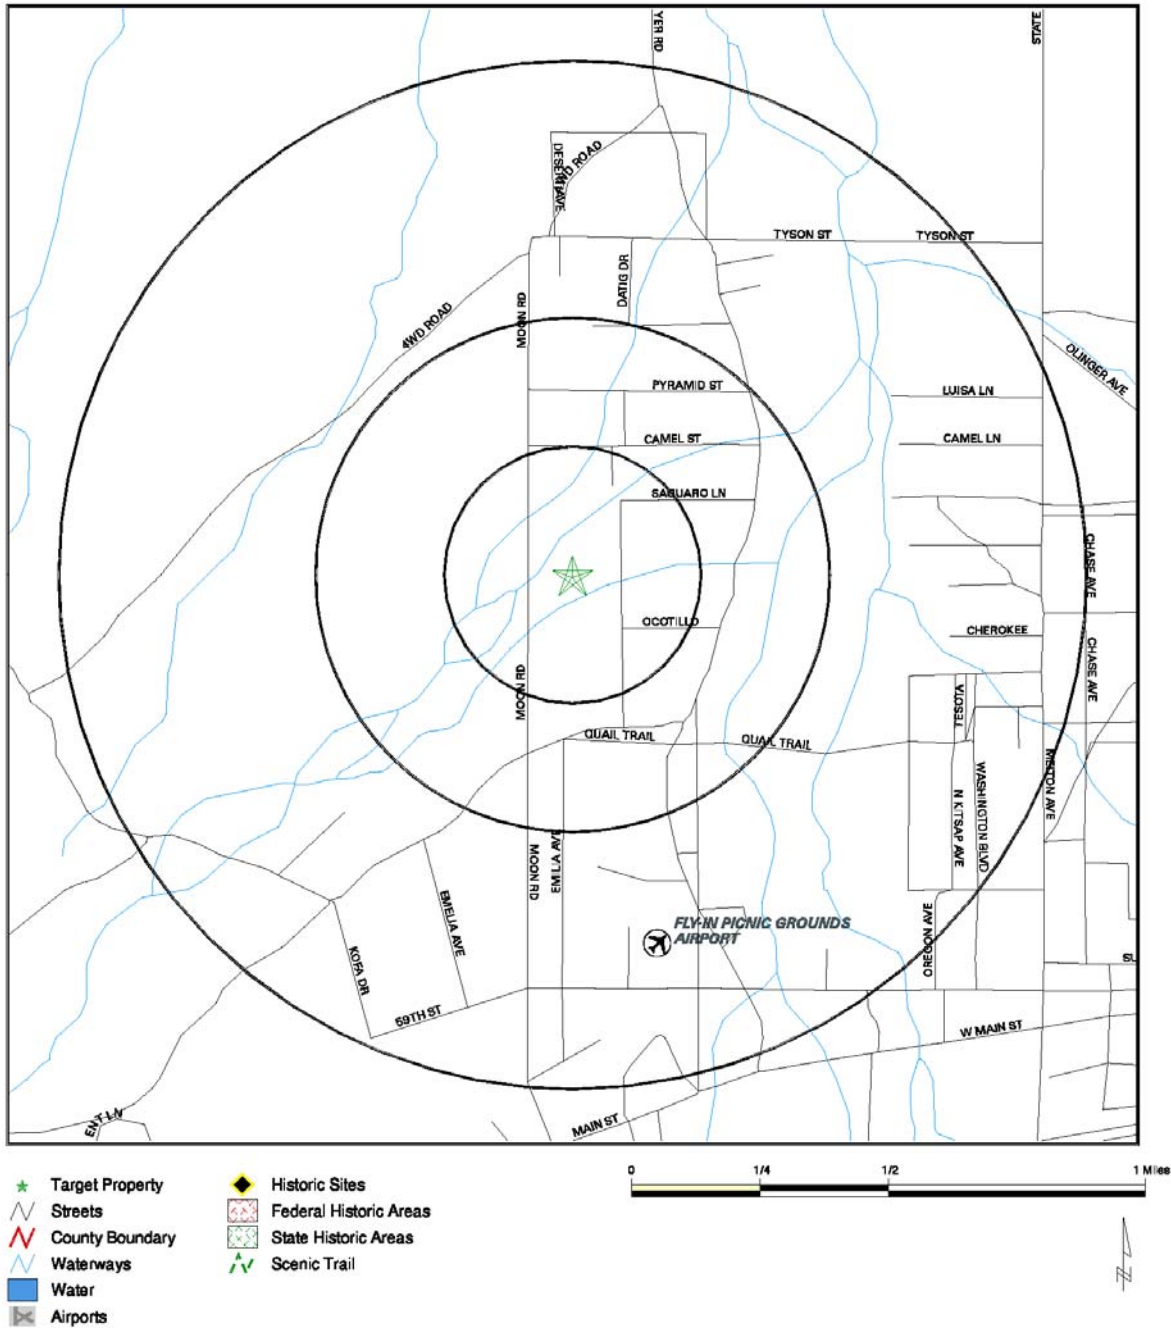 YER RD
STATE
DESERT AVE
4WD ROAD
TYSON ST
TYSON ST
DATIG DR
MOON RD
4WD ROAD
OLINGER AVE
PYRAMID ST
LUISA LN
CAMEL ST
CAMEL LN
SAGUARO LN
CHASE AVE
OCOTILLO
CHEROKEE
CHASE AVE
MOON RD
QUAIL TRAIL
QUAIL TRAIL
N KITSAP AVE
WASHINGTON BLVD
MOON RD
EMILIA AVE
EMELIA AVE
FLY-IN PICNIC GROUNDS
AIRPORT
OREGON AVE
KOFA DR
59TH ST
W MAIN ST
MAIN ST
ENT LN
0 1/4 1/2 1 Miles
Target Property
Streets
County Boundary
Waterways
Water
Airports
Historic Sites
Federal Historic Areas
State Historic Areas
Scenic Trail
N